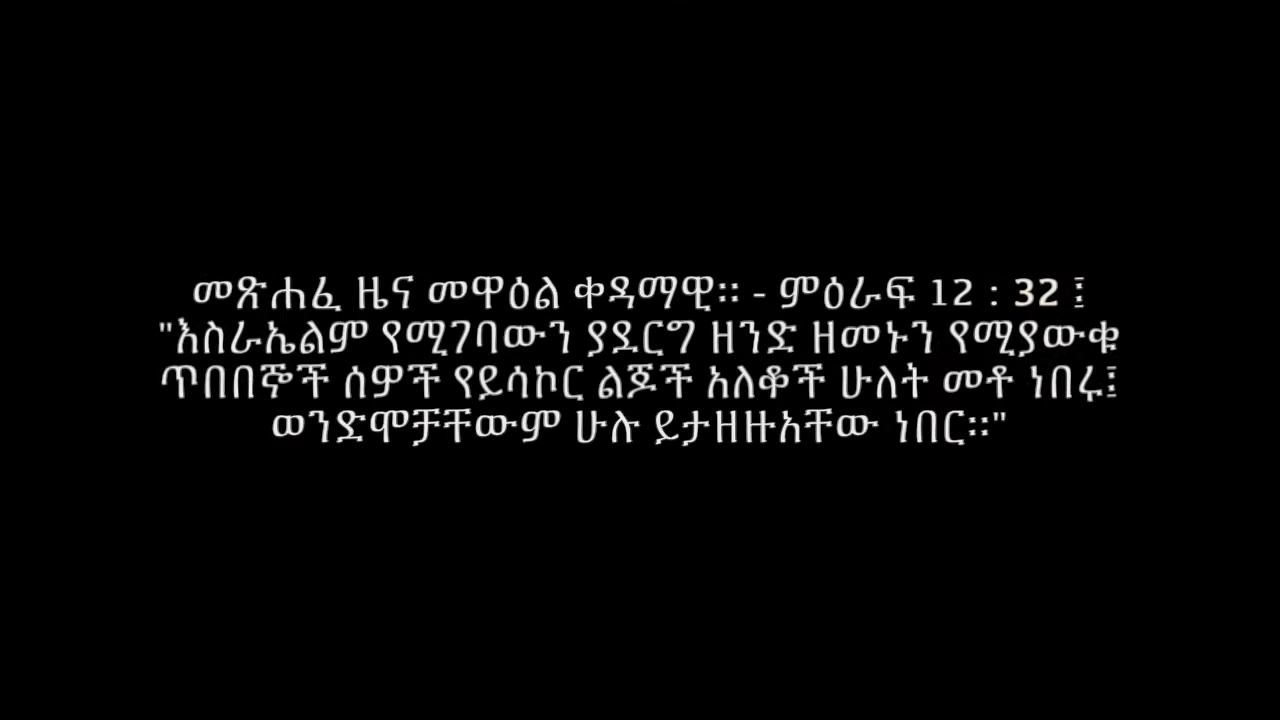 መጽሐፈ ዜና መዋዕል ቀዳማዊ። - ምዕራፍ 12 : 32 ፤
"እስራኤልም የሚገባውን ያደርግ ዘንድ ዘመኑን የሚያውቁ
ጥበበኞች ሰዎች የይሳኮር ልጆች አለቆች ሁለት መቶ ነበሩ፤
ወንድሞቻቸውም ሁሉ ይታዘዙአቸው ነበር።"